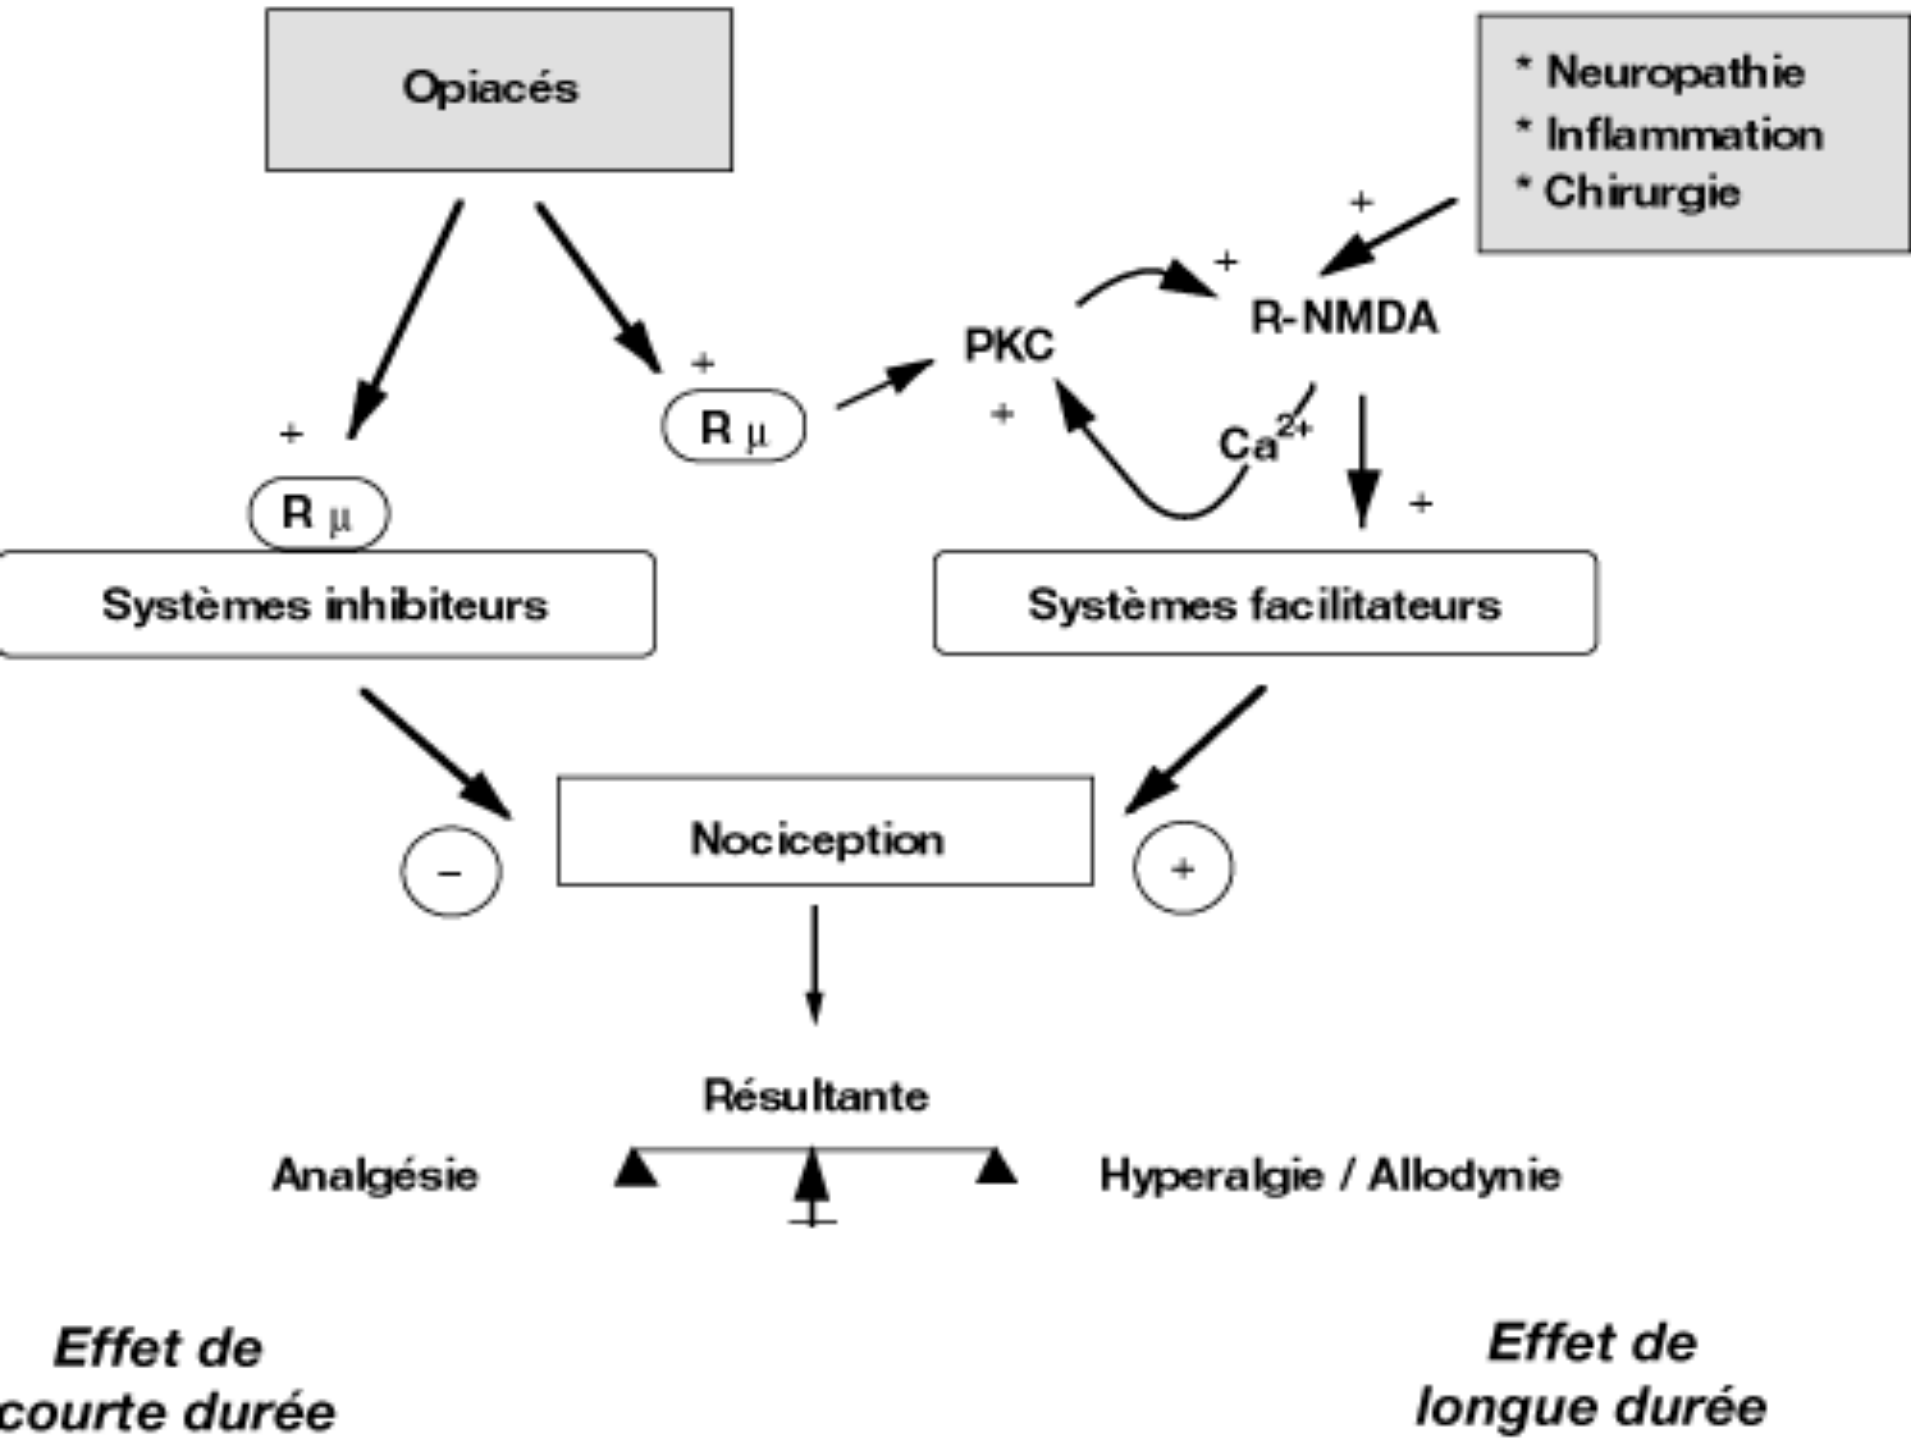 Opiacés
* Neuropathie
* Inflammation
* Chirurgie
+
+
R-NMDA
PKC
+
R μ
+
Ca2+
+
R μ
+
Systèmes inhibiteurs
Systèmes facilitateurs
Nociception
−
+
Résultante
Analgésie
Hyperalgie / Allodynie
Effet de
courte durée
Effet de
longue durée